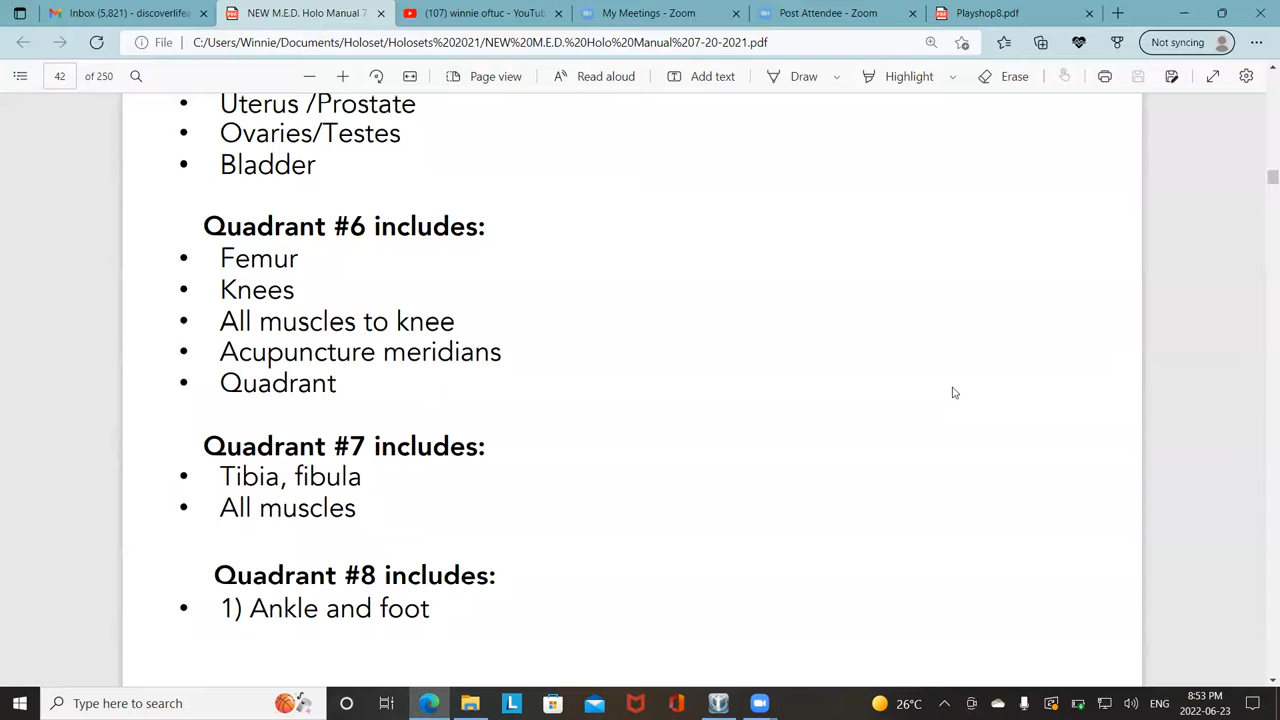 Inbox (5,821) - discoverlifea
NEW M.E.D. Holo Manual 7
(107) winnie oftuc - YouTub
My Meetings - Zoom
Post Attendee - Zoom
Playshop8.pdf
File
C:/Users/Winnie/Documents/Holoset/Holosets%202021/NEW%20M.E.D.%20Holo%20Manual%207-20-2021.pdf
Not syncing
42 of 250
Page view
Read aloud
Add text
Draw
Highlight
Erase
• Uterus /Prostate
• Ovaries/Testes
• Bladder
Quadrant #6 includes:
• Femur
• Knees
• All muscles to knee
• Acupuncture meridians
• Quadrant
Quadrant #7 includes:
• Tibia, fibula
• All muscles
Quadrant #8 includes:
• 1) Ankle and foot
Type here to search
26°C
ENG
8:53 PM
2022-06-23